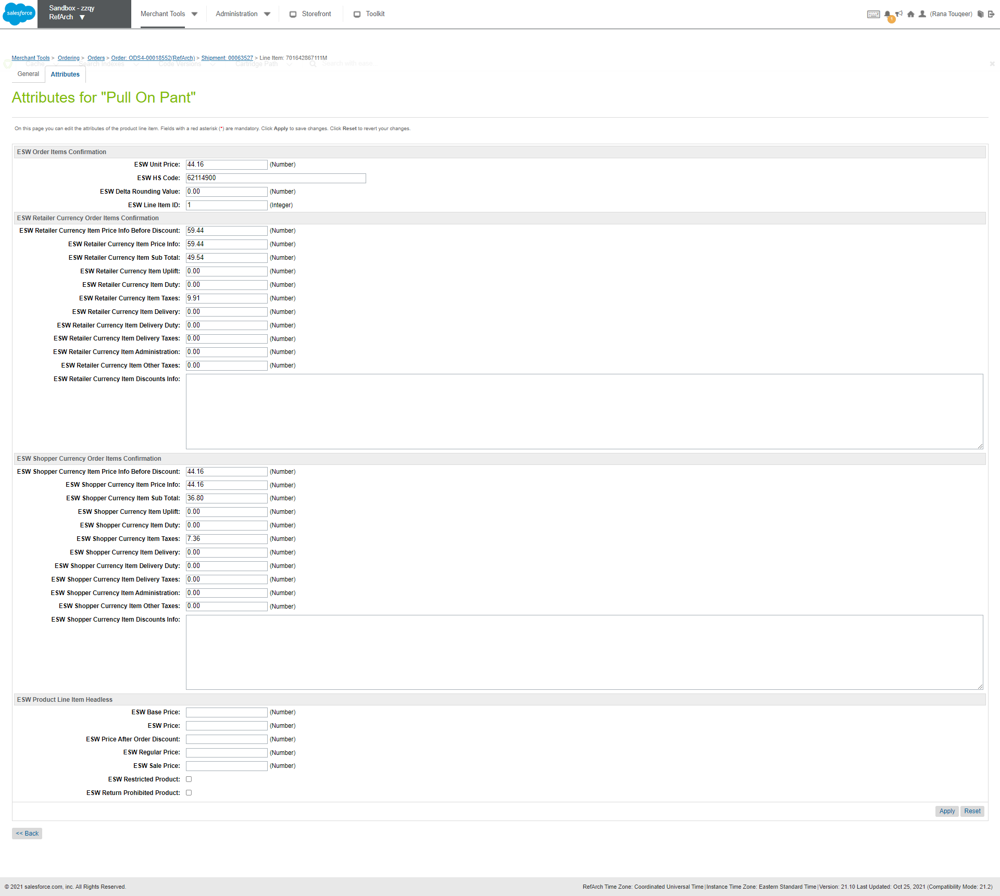 salesforce
Sandbox - zzqy
RefArch ▼
Merchant Tools
Administration
Storefront
Toolkit
1
(Rana Touqeer)
Merchant Tools > Ordering > Orders > Order: ODS4-00018552(RefArch) > Shipment: 00063527 > Line Item: 701642867111M
Cache Search Indexes Code Versions Cartridge Path Search with ease.
General Attributes
Attributes for "Pull On Pant"
On this page you can edit the attributes of the product line item. Fields with a red asterisk (*) are mandatory. Click Apply to save changes. Click Reset to revert your changes.
ESW Order Items Confirmation
ESW Unit Price: 44.16 (Number)
ESW HS Code: 62114900
ESW Delta Rounding Value: 0.00 (Number)
ESW Line Item ID: 1 (Integer)
ESW Retailer Currency Order Items Confirmation
ESW Retailer Currency Item Price Info Before Discount: 59.44 (Number)
ESW Retailer Currency Item Price Info: 59.44 (Number)
ESW Retailer Currency Item Sub Total: 49.54 (Number)
ESW Retailer Currency Item Uplift: 0.00 (Number)
ESW Retailer Currency Item Duty: 0.00 (Number)
ESW Retailer Currency Item Taxes: 9.91 (Number)
ESW Retailer Currency Item Delivery: 0.00 (Number)
ESW Retailer Currency Item Delivery Duty: 0.00 (Number)
ESW Retailer Currency Item Delivery Taxes: 0.00 (Number)
ESW Retailer Currency Item Administration: 0.00 (Number)
ESW Retailer Currency Item Other Taxes: 0.00 (Number)
ESW Retailer Currency Item Discounts Info:
ESW Shopper Currency Order Items Confirmation
ESW Shopper Currency Item Price Info Before Discount: 44.16 (Number)
ESW Shopper Currency Item Price Info: 44.16 (Number)
ESW Shopper Currency Item Sub Total: 36.80 (Number)
ESW Shopper Currency Item Uplift: 0.00 (Number)
ESW Shopper Currency Item Duty: 0.00 (Number)
ESW Shopper Currency Item Taxes: 7.36 (Number)
ESW Shopper Currency Item Delivery: 0.00 (Number)
ESW Shopper Currency Item Delivery Duty: 0.00 (Number)
ESW Shopper Currency Item Delivery Taxes: 0.00 (Number)
ESW Shopper Currency Item Administration: 0.00 (Number)
ESW Shopper Currency Item Other Taxes: 0.00 (Number)
ESW Shopper Currency Item Discounts Info:
ESW Product Line Item Headless
ESW Base Price: (Number)
ESW Price: (Number)
ESW Price After Order Discount: (Number)
ESW Regular Price: (Number)
ESW Sale Price: (Number)
ESW Restricted Product:
ESW Return Prohibited Product:
Apply Reset
<< Back
© 2021 salesforce.com, inc. All Rights Reserved.
RefArch Time Zone: Coordinated Universal Time | Instance Time Zone: Eastern Standard Time | Version: 21.10 Last Updated: Oct 25, 2021 (Compatibility Mode: 21.2)